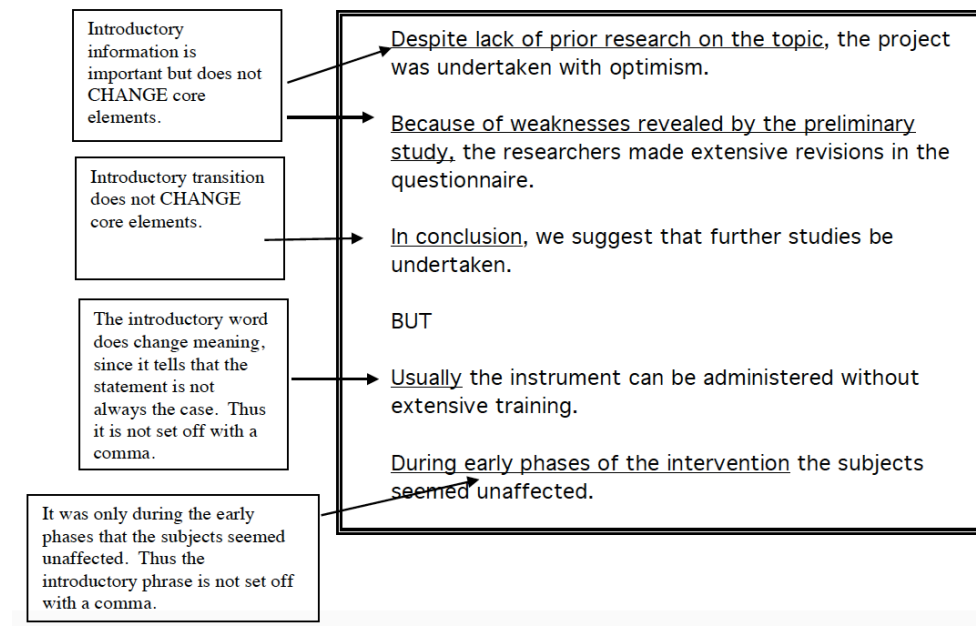 Introductory
information is
important but does not
CHANGE core
elements.
Introductory transition
does not CHANGE
core elements.
The introductory word
does change meaning,
since it tells that the
statement is not
always the case.  Thus
it is not set off with a
comma.
It was only during the early
phases that the subjects seemed
unaffected.  Thus the
introductory phrase is not set off
with a comma.
Despite lack of prior research on the topic, the project
was undertaken with optimism.
Because of weaknesses revealed by the preliminary
study, the researchers made extensive revisions in the
questionnaire.
In conclusion, we suggest that further studies be
undertaken.
BUT
Usually the instrument can be administered without
extensive training.
During early phases of the intervention the subjects
seemed unaffected.